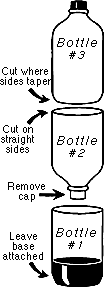 Bottle
#3
Cut where
sides taper
Cut on
straight
sides
Bottle
#2
Remove
cap
Leave
base
attached
Bottle
#1